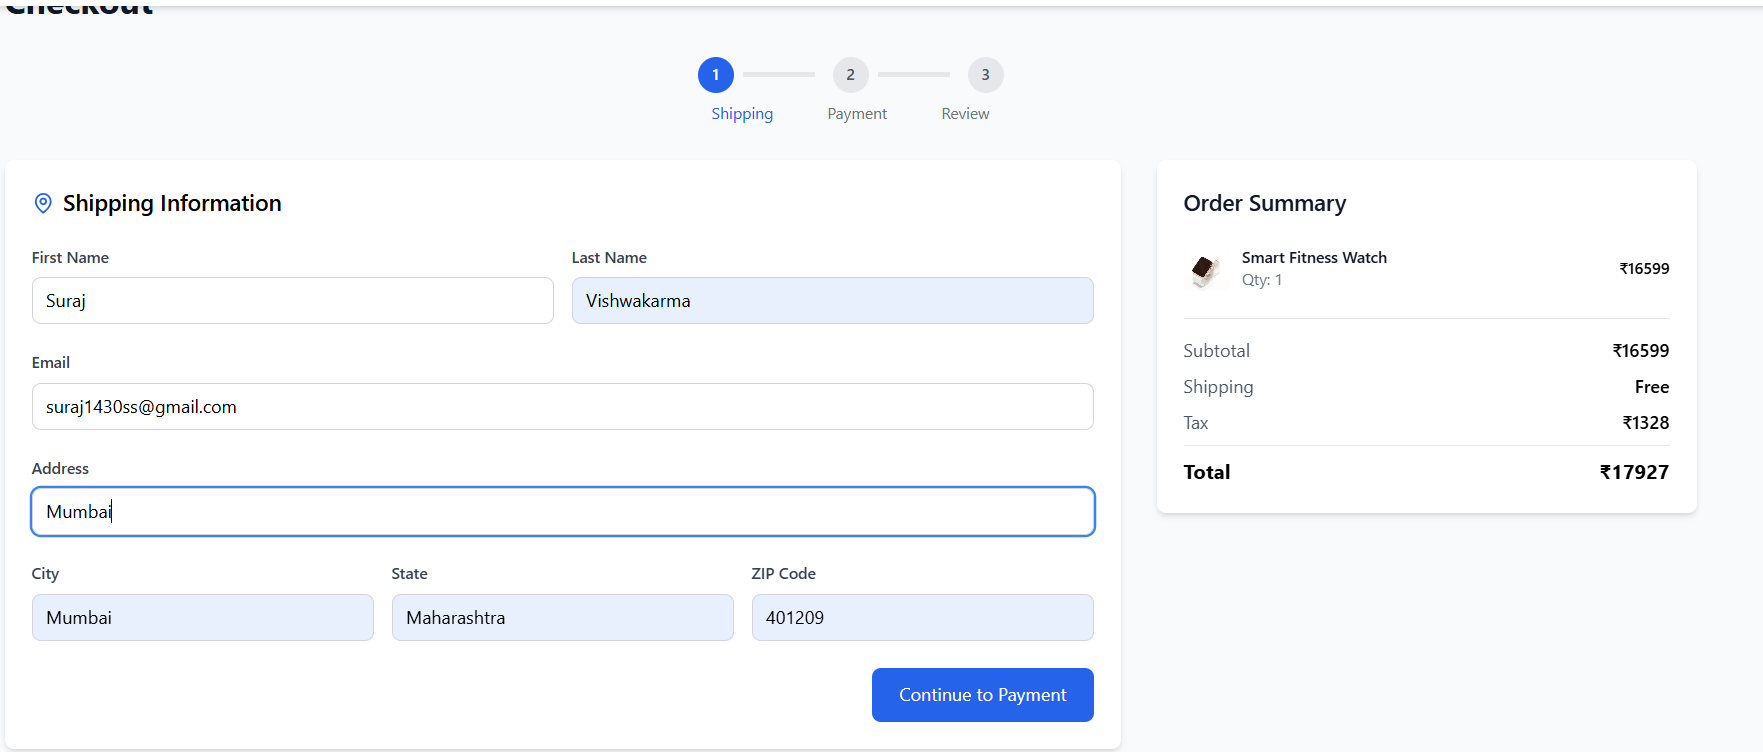 Checkout
1 2 3
Shipping Payment Review
Shipping Information
First Name Last Name
Suraj Vishwakarma
Email
suraj1430ss@gmail.com
Address
Mumbai
City State ZIP Code
Mumbai Maharashtra 401209
Continue to Payment
Order Summary
Smart Fitness Watch
Qty: 1
₹16599
Subtotal ₹16599
Shipping Free
Tax ₹1328
Total ₹17927